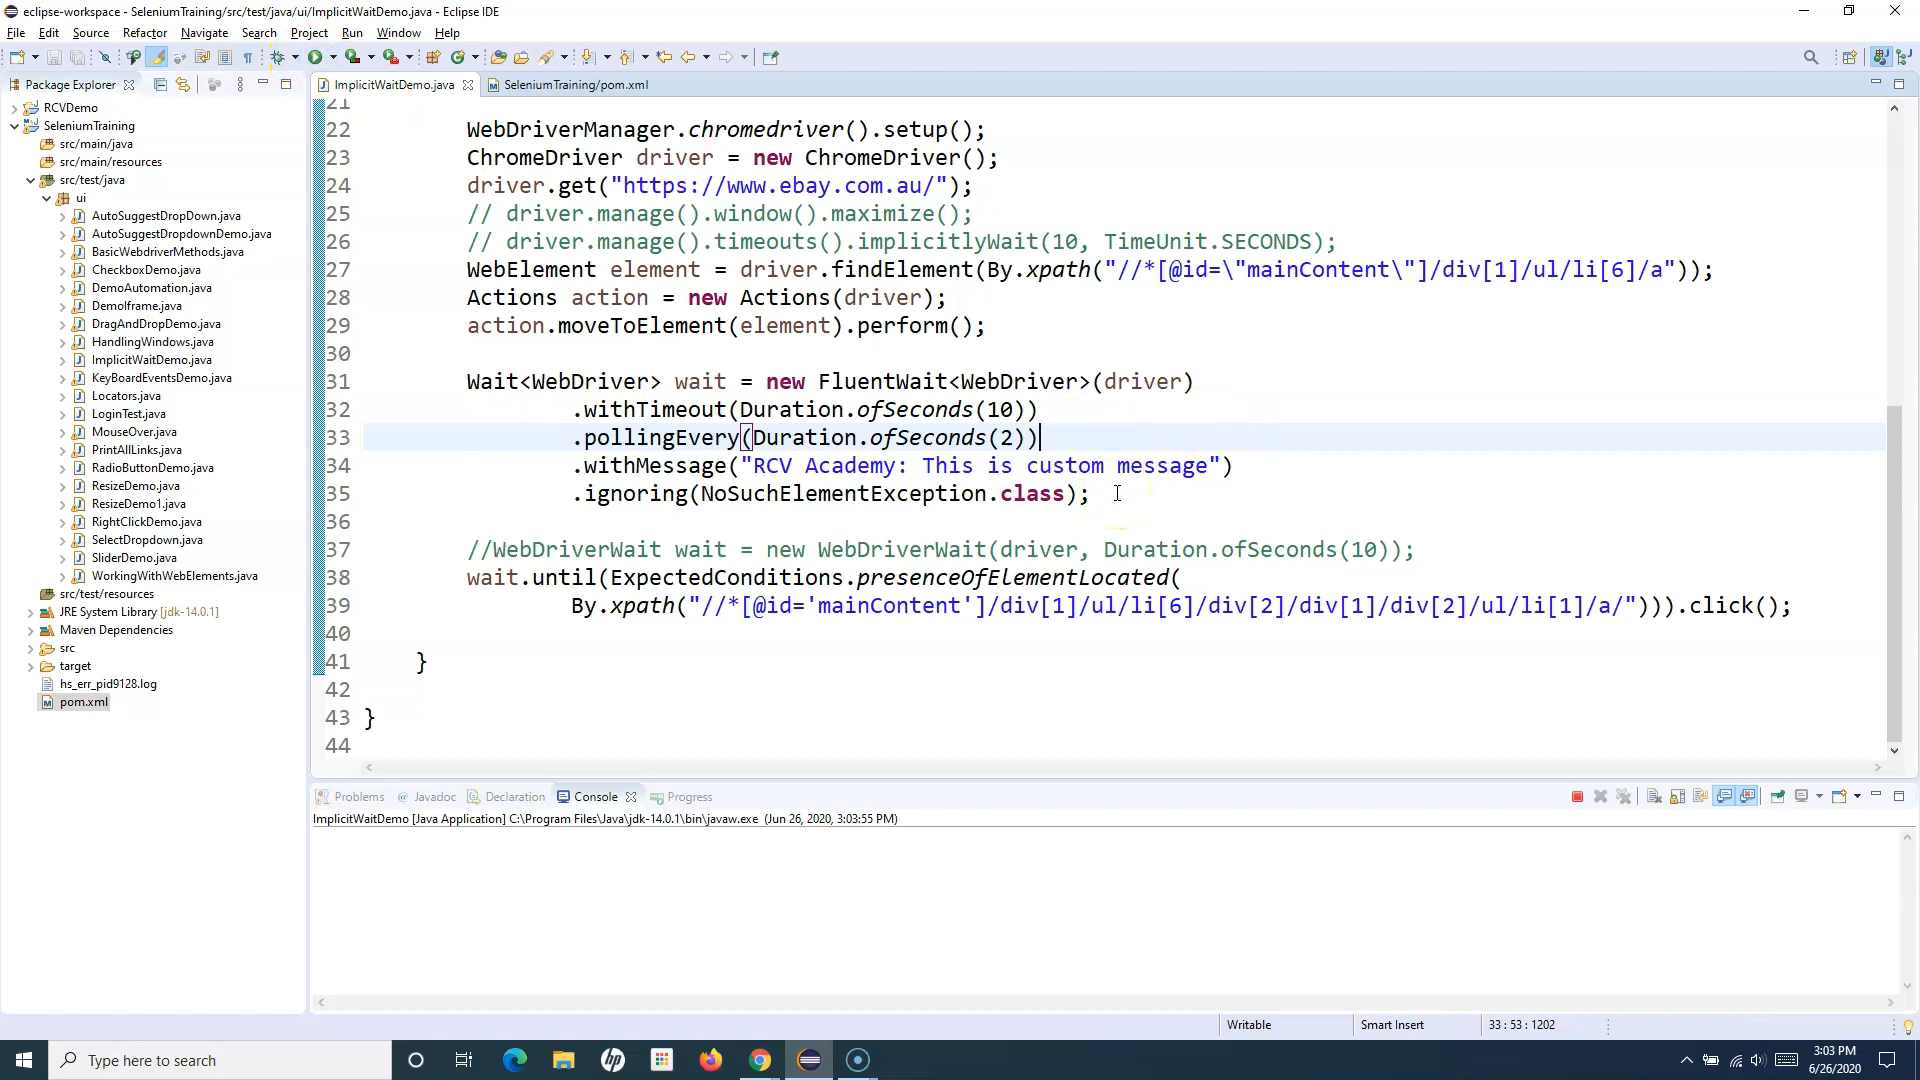 eclipse-workspace - SeleniumTraining/src/test/java/ui/ImplicitWaitDemo.java - Eclipse IDE
File Edit Source Refactor Navigate Search Project Run Window Help
Package Explorer
RCVDemo
SeleniumTraining
src/main/java
src/main/resources
src/test/java
ui
AutoSuggestDropDown.java
AutoSuggestDropdownDemo.java
BasicWebdriverMethods.java
CheckboxDemo.java
DemoAutomation.java
DemoIframe.java
DragAndDropDemo.java
HandlingWindows.java
ImplicitWaitDemo.java
KeyBoardEventsDemo.java
Locators.java
LoginTest.java
MouseOver.java
PrintAllLinks.java
RadioButtonDemo.java
ResizeDemo.java
ResizeDemo1.java
RightClickDemo.java
SelectDropdown.java
SliderDemo.java
WorkingWithWebElements.java
src/test/resources
JRE System Library [jdk-14.0.1]
Maven Dependencies
src
target
hs_err_pid9128.log
pom.xml
ImplicitWaitDemo.java SeleniumTraining/pom.xml
21
22 WebDriverManager.chromedriver().setup();
23 ChromeDriver driver = new ChromeDriver();
24 driver.get("https://www.ebay.com.au/");
25 // driver.manage().window().maximize();
26 // driver.manage().timeouts().implicitlyWait(10, TimeUnit.SECONDS);
27 WebElement element = driver.findElement(By.xpath("//*[@id=\"mainContent\"]/div[1]/ul/li[6]/a"));
28 Actions action = new Actions(driver);
29 action.moveToElement(element).perform();
30
31 Wait<WebDriver> wait = new FluentWait<WebDriver>(driver)
32 .withTimeout(Duration.ofSeconds(10))
33 .pollingEvery(Duration.ofSeconds(2))
34 .withMessage("RCV Academy: This is custom message")
35 .ignoring(NoSuchElementException.class);
36
37 //WebDriverWait wait = new WebDriverWait(driver, Duration.ofSeconds(10));
38 wait.until(ExpectedConditions.presenceOfElementLocated(
39 By.xpath("//*[@id='mainContent']/div[1]/ul/li[6]/div[2]/div[1]/div[2]/ul/li[1]/a/"))).click();
40
41 }
42
43 }
44
Problems Javadoc Declaration Console Progress
ImplicitWaitDemo [Java Application] C:\Program Files\Java\jdk-14.0.1\bin\javaw.exe (Jun 26, 2020, 3:03:55 PM)
Writable Smart Insert 33 : 53 : 1202
Type here to search
3:03 PM
6/26/2020